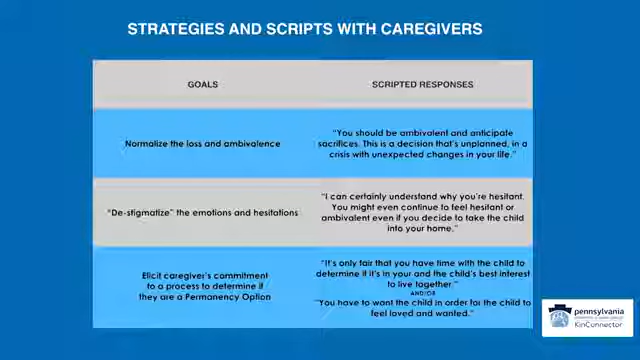 STRATEGIES AND SCRIPTS WITH CAREGIVERS
GOALS
SCRIPTED RESPONSES
Normalize the loss and ambivalence
"You should be ambivalent and anticipate
sacrifices. This is a decision that's unplanned, in a
crisis with unexpected changes in your life."
"De-stigmatize" the emotions and hesitations
"I can certainly understand why you're hesitant.
You might even continue to feel hesitant or
ambivalent even if you decide to take the child
into your home."
Elicit caregiver's commitment
to a process to determine if
they are a Permanency Option
"It's only fair that you have time with the child to
determine if it's in your and the child's best interest
to live together."
AND/OR
"You have to want the child in order for the child to
feel loved and wanted."
pennsylvania
KinConnector